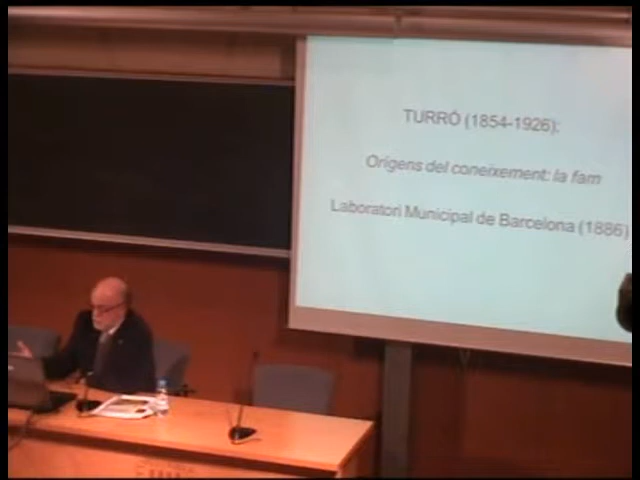 TURRÓ (1854-1926):
Orígens del coneixement: la fam
Laboratori Municipal de Barcelona (1886)